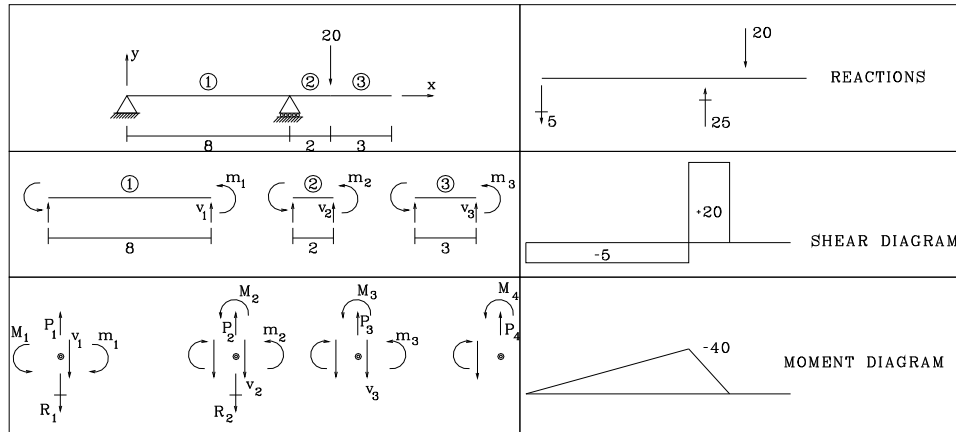 20
y
① ② ③
x
8
2
3
20
REACTIONS
5
25
① m1
② m2
③ m3
v1
v2
v3
8
2
3
+20
-5
SHEAR DIAGRAM
M2
M3
M4
P1
P2
P3
P4
M1
v1
m1
m2
m3
v2
v3
R1
R2
-40
MOMENT DIAGRAM